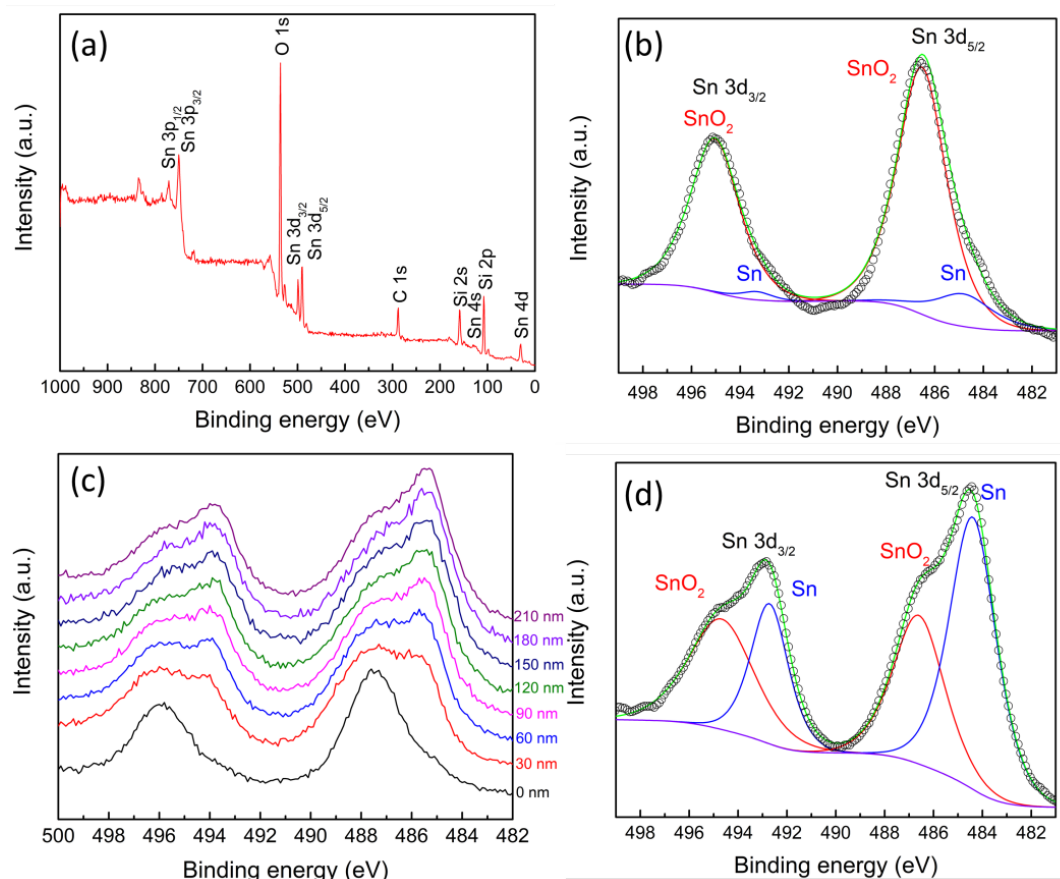 (a)
O 1s
Sn 3p1/2
Sn 3p3/2
Sn 3d3/2
Sn 3d5/2
C 1s
Si 2s
Sn 4s
Si 2p
Sn 4d
Intensity (a.u.)
1000 900 800 700 600 500 400 300 200 100 0
Binding energy (eV)
(b)
Sn 3d5/2
SnO2
Sn 3d3/2
SnO2
Sn
Sn
Intensity (a.u.)
498 496 494 492 490 488 486 484 482
Binding energy (eV)
(c)
210 nm
180 nm
150 nm
120 nm
90 nm
60 nm
30 nm
0 nm
Intensity (a.u.)
500 498 496 494 492 490 488 486 484 482
Binding energy (eV)
(d)
Sn 3d5/2
Sn
Sn 3d3/2
SnO2
SnO2
Sn
Intensity (a.u.)
498 496 494 492 490 488 486 484 482
Binding energy (eV)